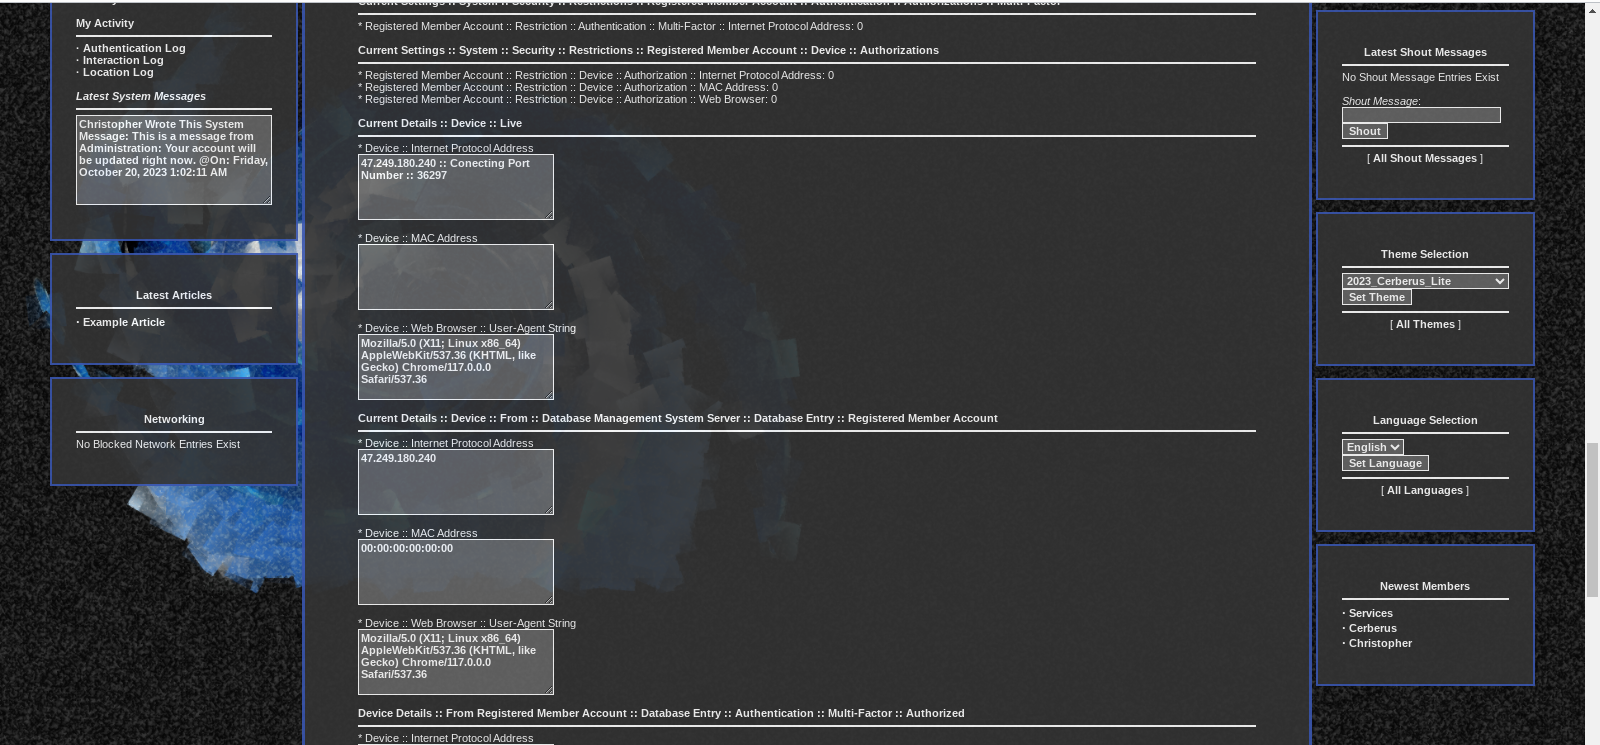 My Activity
· Authentication Log
· Interaction Log
· Location Log
Latest System Messages
Christopher Wrote This System
Message: This is a message from
Administration: Your account will
be updated right now. @On: Friday,
October 20, 2023 1:02:11 AM
Latest Articles
· Example Article
Networking
No Blocked Network Entries Exist
Current Settings :: System :: Security :: Restrictions :: Registered Member Account :: Authentication :: Authorizations :: Multi-Factor
* Registered Member Account :: Restriction :: Authentication :: Multi-Factor :: Internet Protocol Address: 0
Current Settings :: System :: Security :: Restrictions :: Registered Member Account :: Device :: Authorizations
* Registered Member Account :: Restriction :: Device :: Authorization :: Internet Protocol Address: 0
* Registered Member Account :: Restriction :: Device :: Authorization :: MAC Address: 0
* Registered Member Account :: Restriction :: Device :: Authorization :: Web Browser: 0
Current Details :: Device :: Live
* Device :: Internet Protocol Address
47.249.180.240 :: Conecting Port
Number :: 36297
* Device :: MAC Address
* Device :: Web Browser :: User-Agent String
Mozilla/5.0 (X11; Linux x86_64)
AppleWebKit/537.36 (KHTML, like
Gecko) Chrome/117.0.0.0
Safari/537.36
Current Details :: Device :: From :: Database Management System Server :: Database Entry :: Registered Member Account
* Device :: Internet Protocol Address
47.249.180.240
* Device :: MAC Address
00:00:00:00:00:00
* Device :: Web Browser :: User-Agent String
Mozilla/5.0 (X11; Linux x86_64)
AppleWebKit/537.36 (KHTML, like
Gecko) Chrome/117.0.0.0
Safari/537.36
Device Details :: From Registered Member Account :: Database Entry :: Authentication :: Multi-Factor :: Authorized
* Device :: Internet Protocol Address
Latest Shout Messages
No Shout Message Entries Exist
Shout Message:
Shout
[ All Shout Messages ]
Theme Selection
2023_Cerberus_Lite
Set Theme
[ All Themes ]
Language Selection
English
Set Language
[ All Languages ]
Newest Members
· Services
· Cerberus
· Christopher